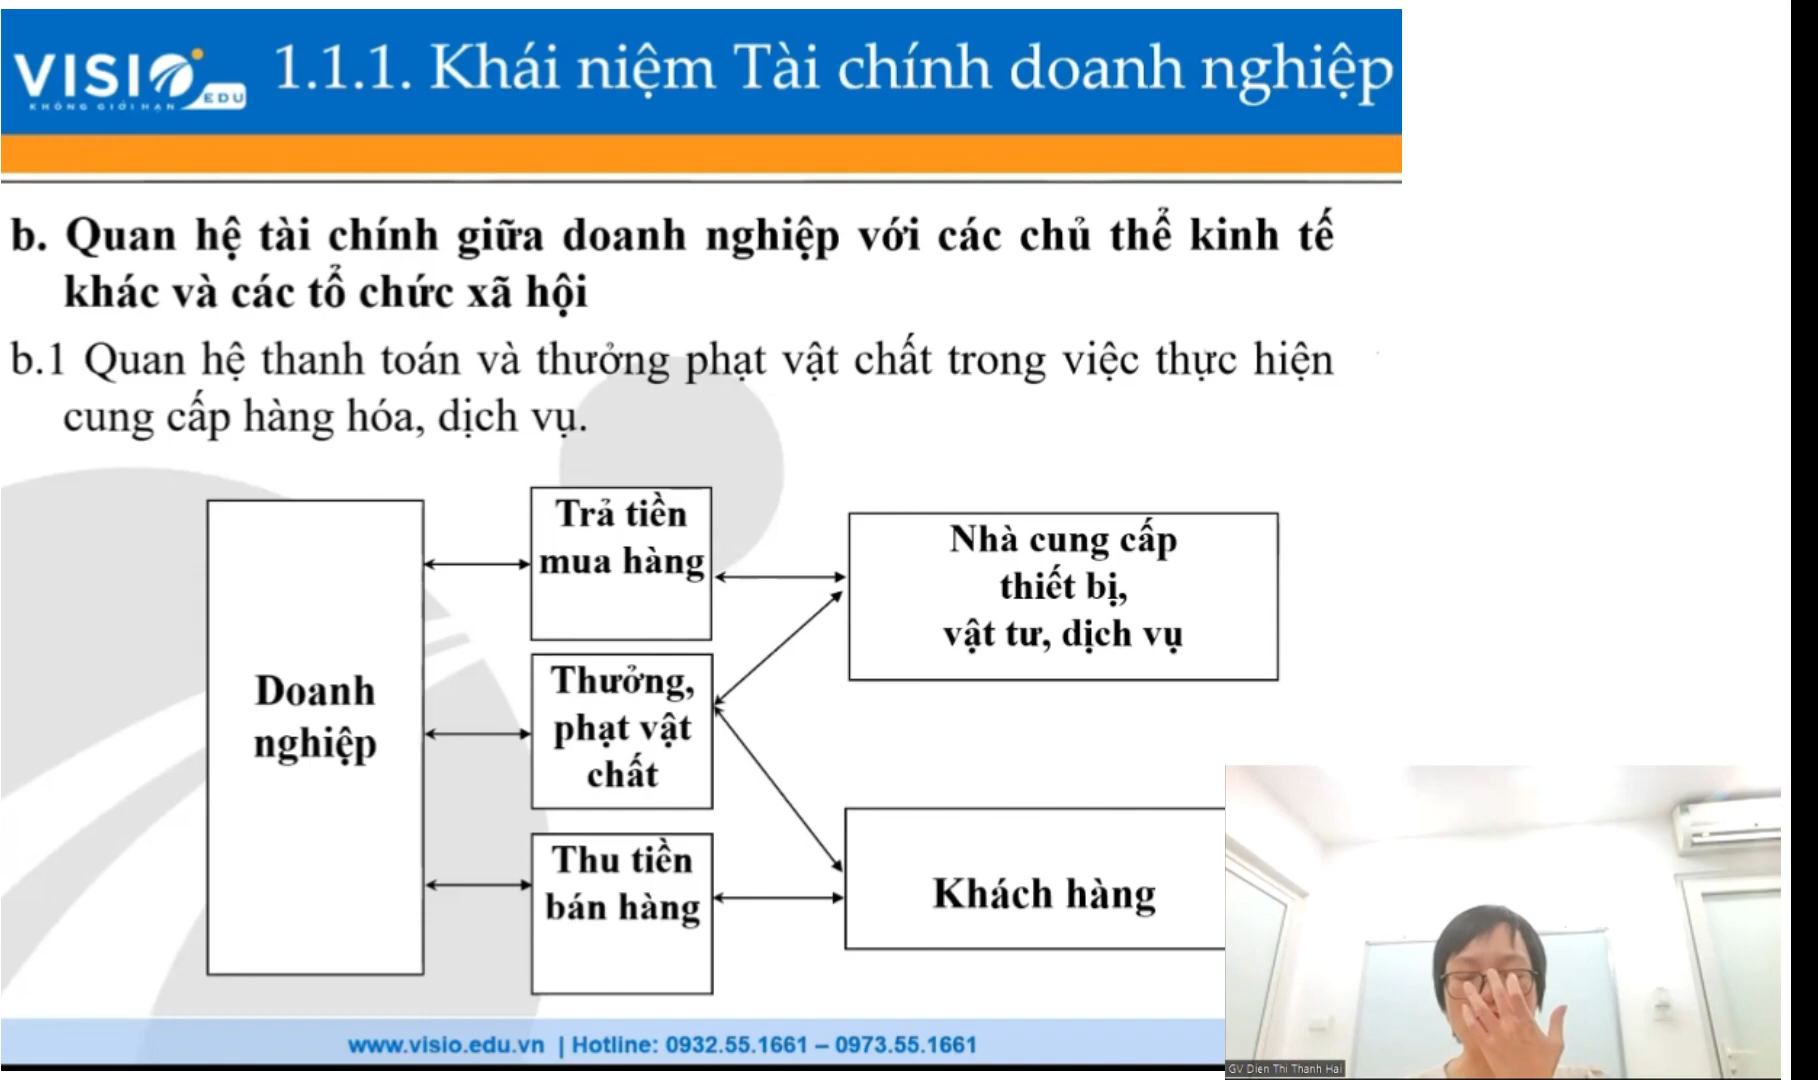 VISIO
EDU
KHÔNG GIỚI HẠN
1.1.1. Khái niệm Tài chính doanh nghiệp
b. Quan hệ tài chính giữa doanh nghiệp với các chủ thể kinh tế
khác và các tổ chức xã hội
b.1 Quan hệ thanh toán và thưởng phạt vật chất trong việc thực hiện
cung cấp hàng hóa, dịch vụ.
Doanh
nghiệp
Trả tiền
mua hàng
Thưởng,
phạt vật
chất
Thu tiền
bán hàng
Nhà cung cấp
thiết bị,
vật tư, dịch vụ
Khách hàng
www.visio.edu.vn | Hotline: 0932.55.1661 – 0973.55.1661
GV Dien Thi Thanh Hai